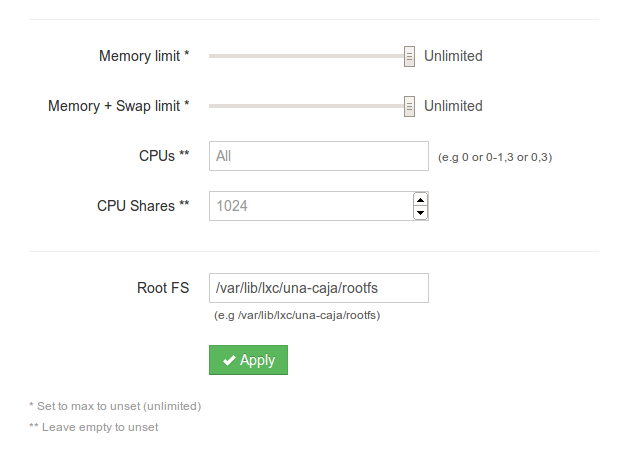 Memory limit * Unlimited
Memory + Swap limit * Unlimited
CPUs ** All (e.g 0 or 0-1,3 or 0,3)
CPU Shares ** 1024
Root FS /var/lib/lxc/una-caja/rootfs
(e.g /var/lib/lxc/una-caja/rootfs)
Apply
* Set to max to unset (unlimited)
** Leave empty to unset